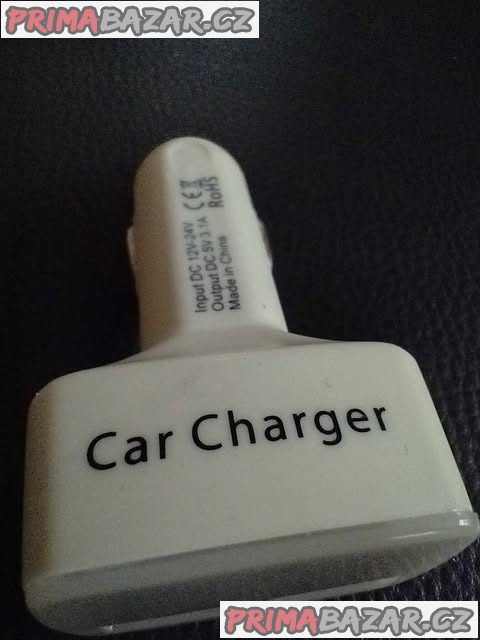 PRIMABAZAR.CZ
Input DC 12V-24V
Output DC 5V 3.1A
Made in China
CE
RoHS
Car Charger
PRIMABAZAR.CZ